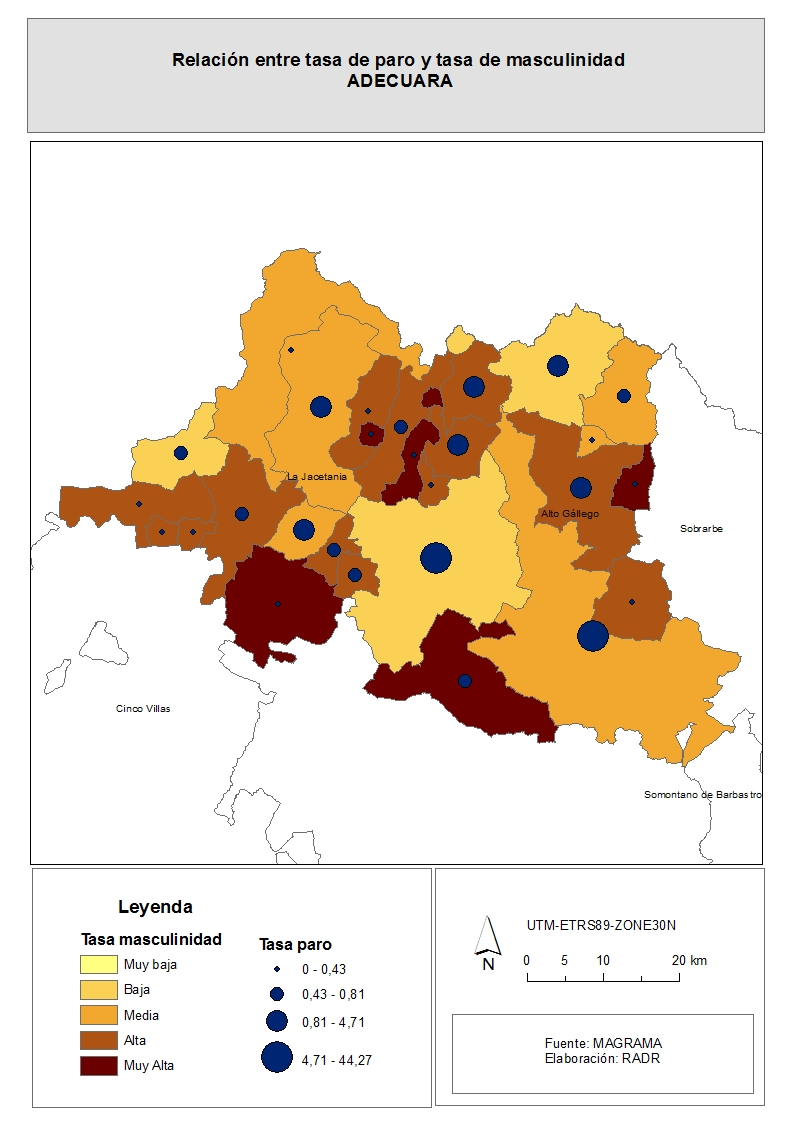 Relación entre tasa de paro y tasa de masculinidad
ADECUARA
La Jacetania
Alto Gállego
Sobrarbe
Cinco Villas
Somontano de Barbastro
Leyenda
Tasa masculinidad
Muy baja
Baja
Media
Alta
Muy Alta
Tasa paro
0 - 0,43
0,43 - 0,81
0,81 - 4,71
4,71 - 44,27
N
UTM-ETRS89-ZONE30N
0 5 10 20 km
Fuente: MAGRAMA
Elaboración: RADR